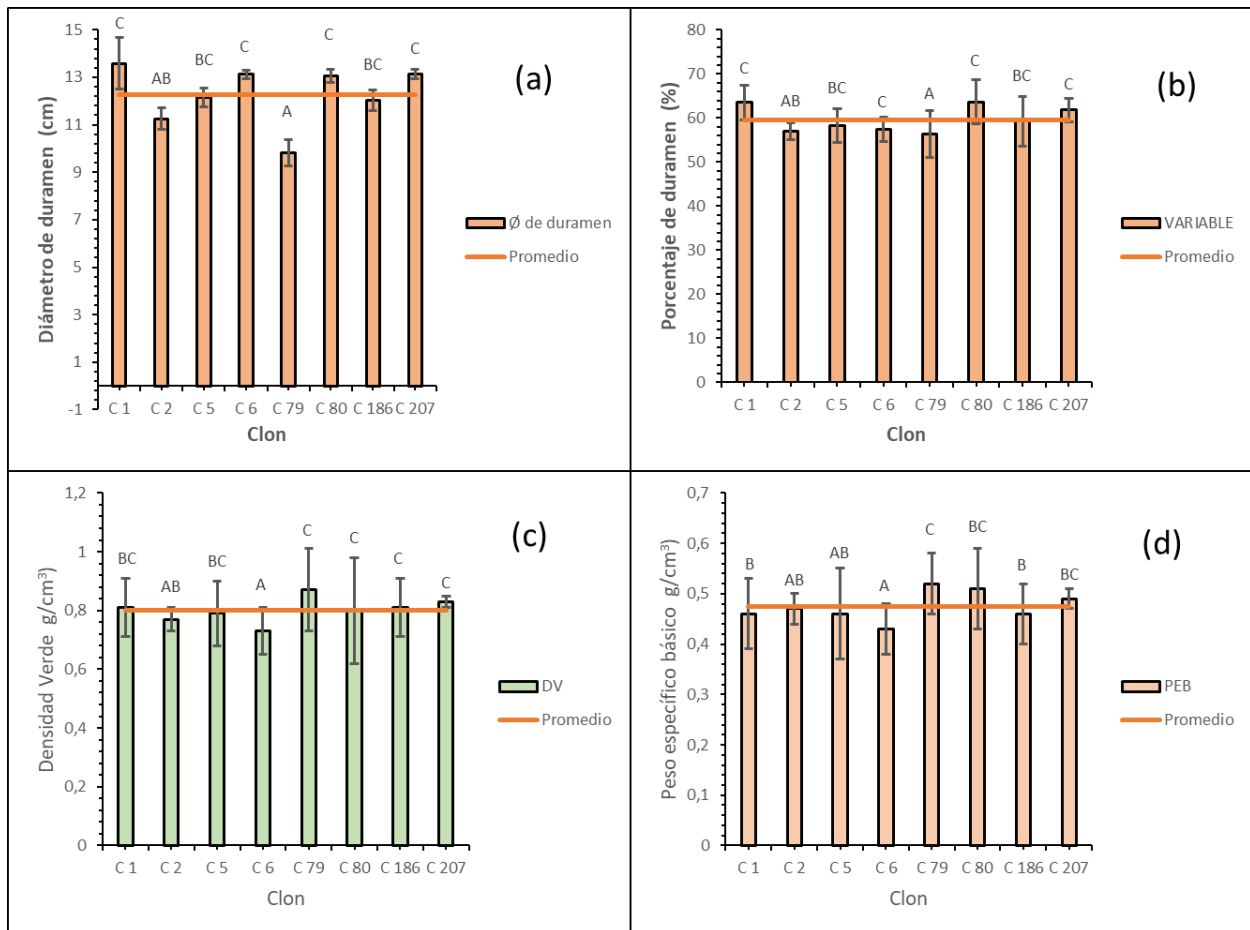 (a)
Diámetro de duramen (cm)
15
13
11
9
7
5
3
1
-1
C AB BC C A C BC C
C 1 C 2 C 5 C 6 C 79 C 80 C 186 C 207
Clon
Ø de duramen
Promedio
(b)
Porcentaje de duramen (%)
80
70
60
50
40
30
20
10
0
C AB BC C A C BC C
C 1 C 2 C 5 C 6 C 79 C 80 C 186 C 207
Clon
VARIABLE
Promedio
(c)
Densidad Verde g/cm³
1,2
1
0,8
0,6
0,4
0,2
0
BC AB BC A C C C C
C 1 C 2 C 5 C 6 C 79 C 80 C 186 C 207
Clon
DV
Promedio
(d)
Peso específico básico g/cm³
0,7
0,6
0,5
0,4
0,3
0,2
0,1
0
B AB AB A C BC B BC
C 1 C 2 C 5 C 6 C 79 C 80 C 186 C 207
Clon
PEB
Promedio